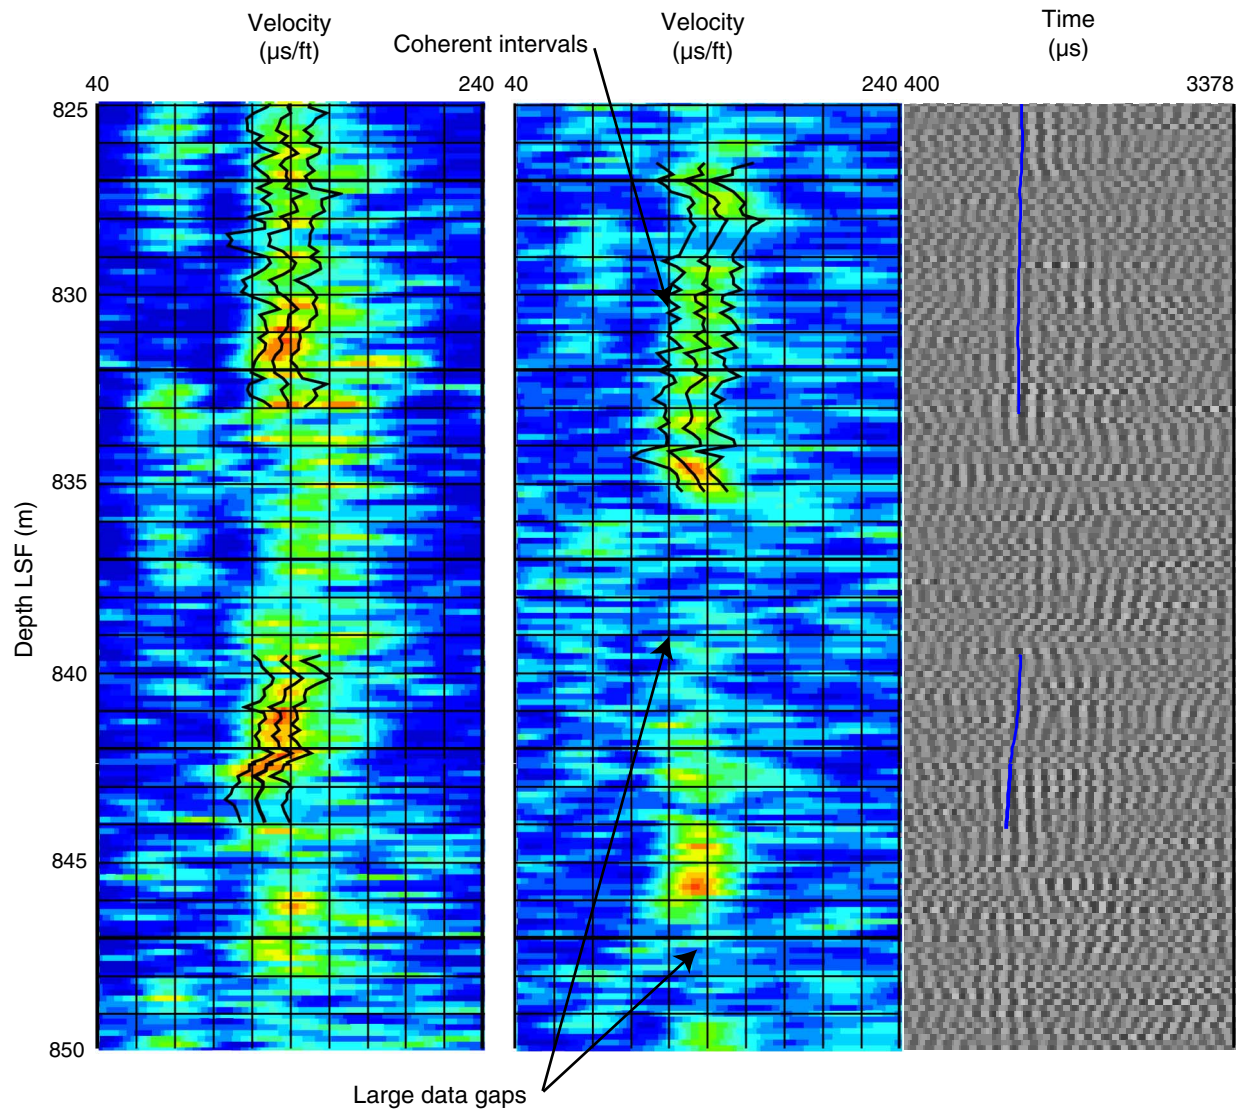 Velocity
(µs/ft)
Velocity
(µs/ft)
Time
(µs)
Coherent intervals
40
240
40
240
400
3378
825
830
835
840
845
850
Depth LSF (m)
Large data gaps